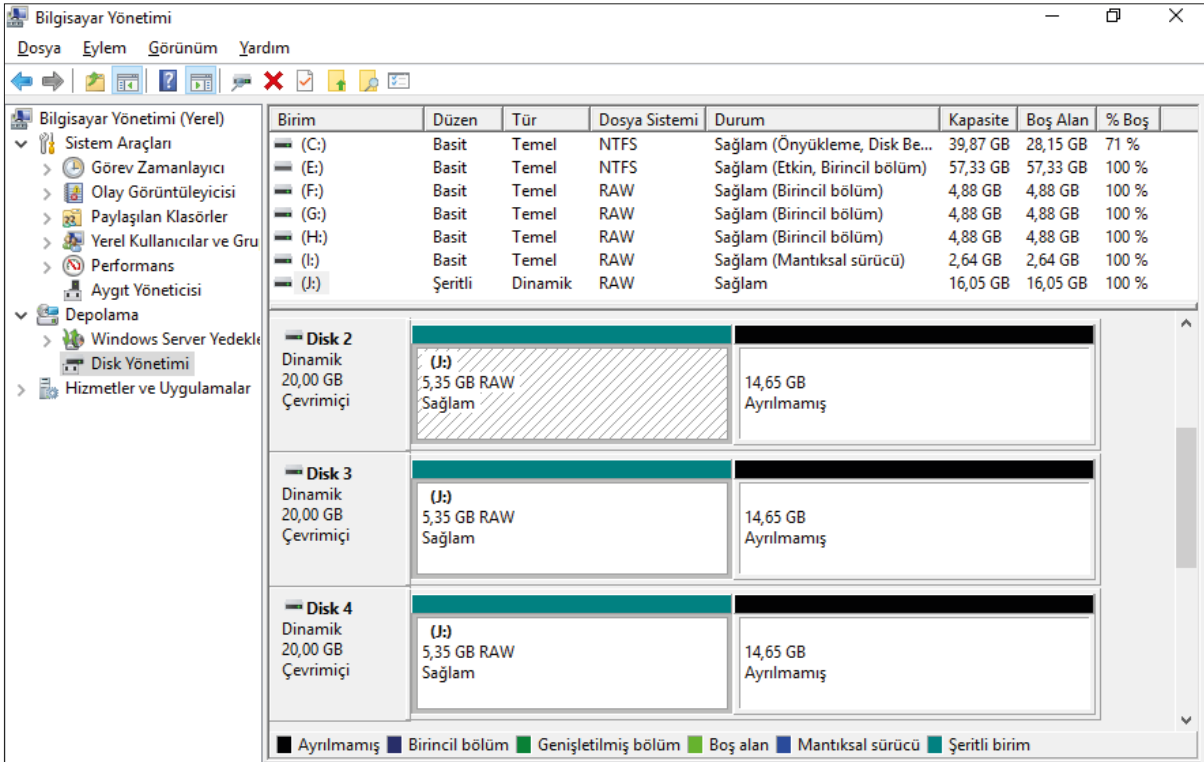 Bilgisayar Yönetimi
Dosya Eylem Görünüm Yardım
Bilgisayar Yönetimi (Yerel)
Sistem Araçları
Görev Zamanlayıcı
Olay Görüntüleyicisi
Paylaşılan Klasörler
Yerel Kullanıcılar ve Gru
Performans
Aygıt Yöneticisi
Depolama
Windows Server Yedekle
Disk Yönetimi
Hizmetler ve Uygulamalar
Birim Düzen Tür Dosya Sistemi Durum Kapasite Boş Alan % Boş
(C:) Basit Temel NTFS Sağlam (Önyükleme, Disk Be... 39,87 GB 28,15 GB 71 %
(E:) Basit Temel NTFS Sağlam (Etkin, Birincil bölüm) 57,33 GB 57,33 GB 100 %
(F:) Basit Temel RAW Sağlam (Birincil bölüm) 4,88 GB 4,88 GB 100 %
(G:) Basit Temel RAW Sağlam (Birincil bölüm) 4,88 GB 4,88 GB 100 %
(H:) Basit Temel RAW Sağlam (Birincil bölüm) 4,88 GB 4,88 GB 100 %
(I:) Basit Temel RAW Sağlam (Mantıksal sürücü) 2,64 GB 2,64 GB 100 %
(J:) Şeritli Dinamik RAW Sağlam 16,05 GB 16,05 GB 100 %
Disk 2
Dinamik
20,00 GB
Çevrimiçi
(J:)
5,35 GB RAW
Sağlam
14,65 GB
Ayrılmamış
Disk 3
Dinamik
20,00 GB
Çevrimiçi
(J:)
5,35 GB RAW
Sağlam
14,65 GB
Ayrılmamış
Disk 4
Dinamik
20,00 GB
Çevrimiçi
(J:)
5,35 GB RAW
Sağlam
14,65 GB
Ayrılmamış
Ayrılmamış Birincil bölüm Genişletilmiş bölüm Boş alan Mantıksal sürücü Şeritli birim